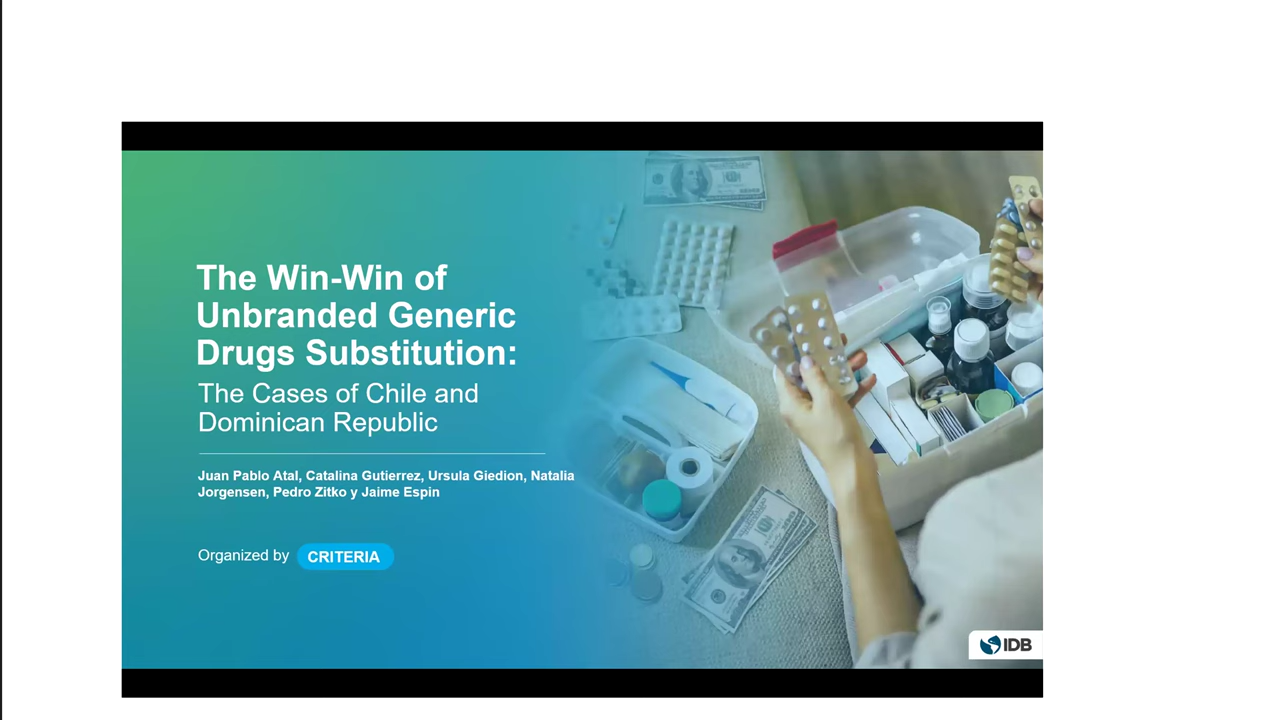 The Win-Win of
Unbranded Generic
Drugs Substitution:
The Cases of Chile and
Dominican Republic
Juan Pablo Atal, Catalina Gutierrez, Ursula Giedion, Natalia
Jorgensen, Pedro Zitko y Jaime Espin
Organized by CRITERIA
IDB